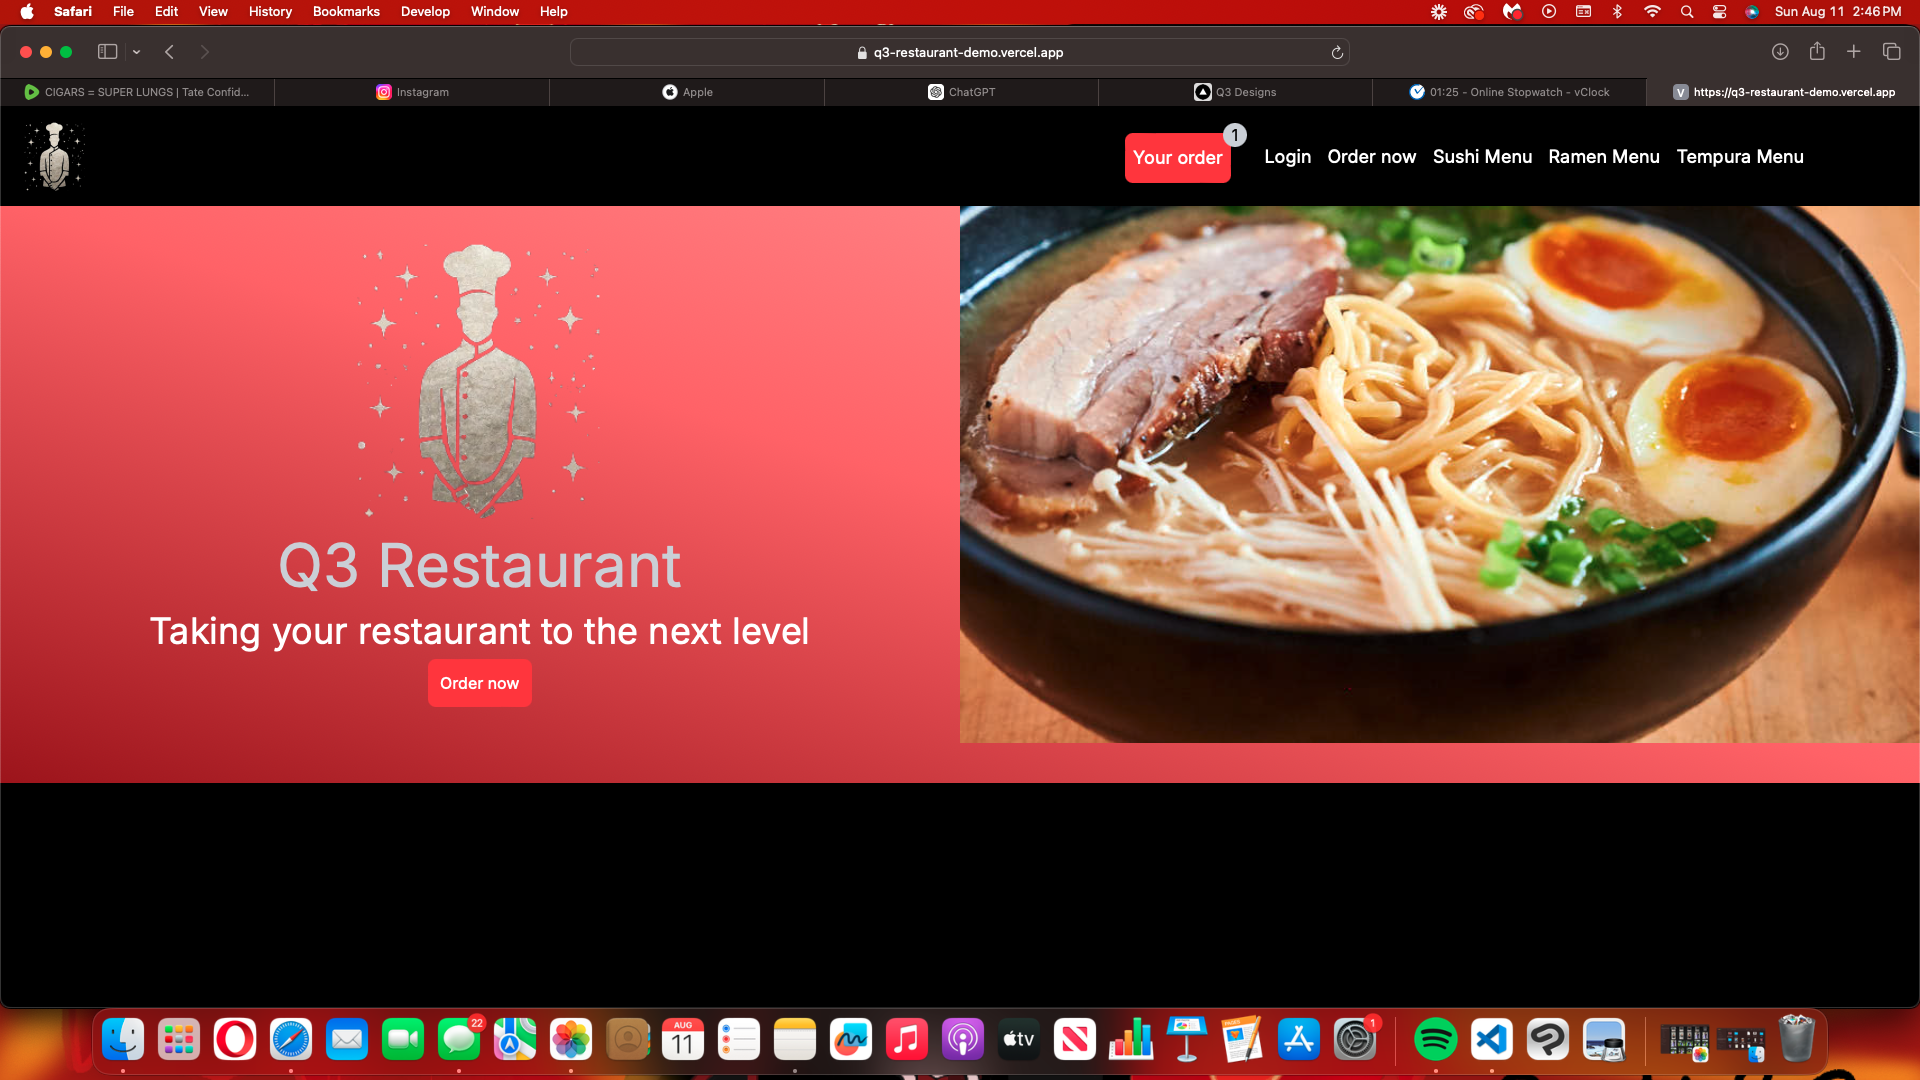 Safari File Edit View History Bookmarks Develop Window Help Sun Aug 11 2:46 PM
q3-restaurant-demo.vercel.app
CIGARS = SUPER LUNGS | Tate Confid... Instagram Apple ChatGPT Q3 Designs 01:25 - Online Stopwatch - vClock V https://q3-restaurant-demo.vercel.app
Your order 1 Login Order now Sushi Menu Ramen Menu Tempura Menu
Q3 Restaurant
Taking your restaurant to the next level
Order now
22
AUG
11
tv
1